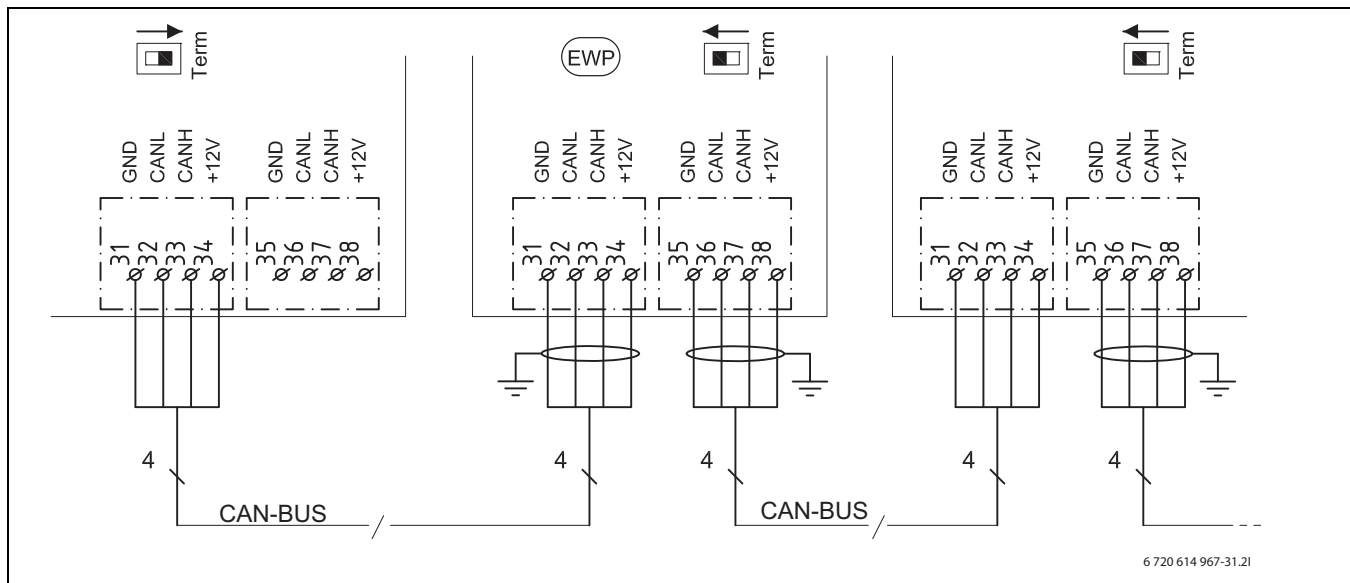 Term
EWP
Term
Term
GND CANL CANH +12V
GND CANL CANH +12V
GND CANL CANH +12V
GND CANL CANH +12V
GND CANL CANH +12V
GND CANL CANH +12V
31 32 33 34
35 36 37 38
31 32 33 34
35 36 37 38
31 32 33 34
35 36 37 38
4
4
4
4
4
CAN-BUS
CAN-BUS
6 720 614 967-31.2I